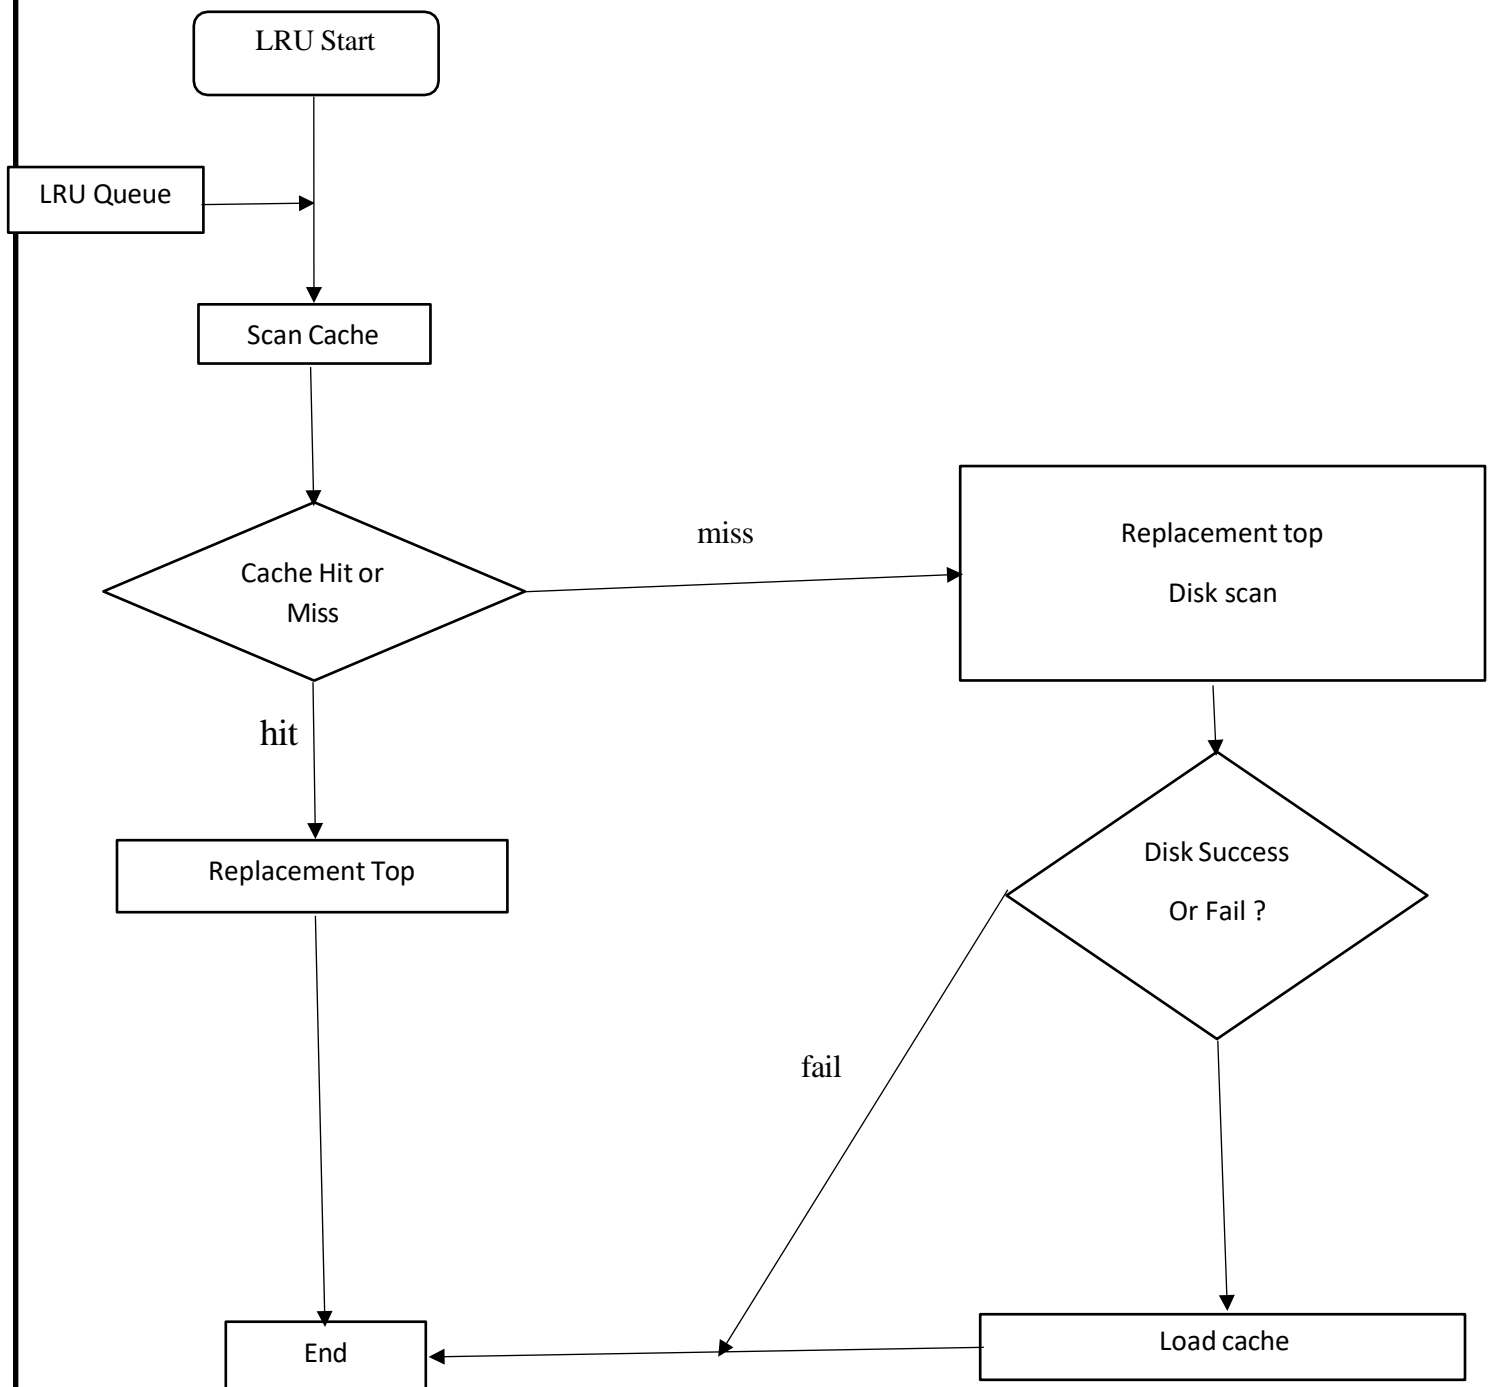 LRU Start
LRU Queue
Scan Cache
Cache Hit or
Miss
miss
Replacement top
Disk scan
hit
Replacement Top
Disk Success
Or Fail ?
fail
Load cache
End